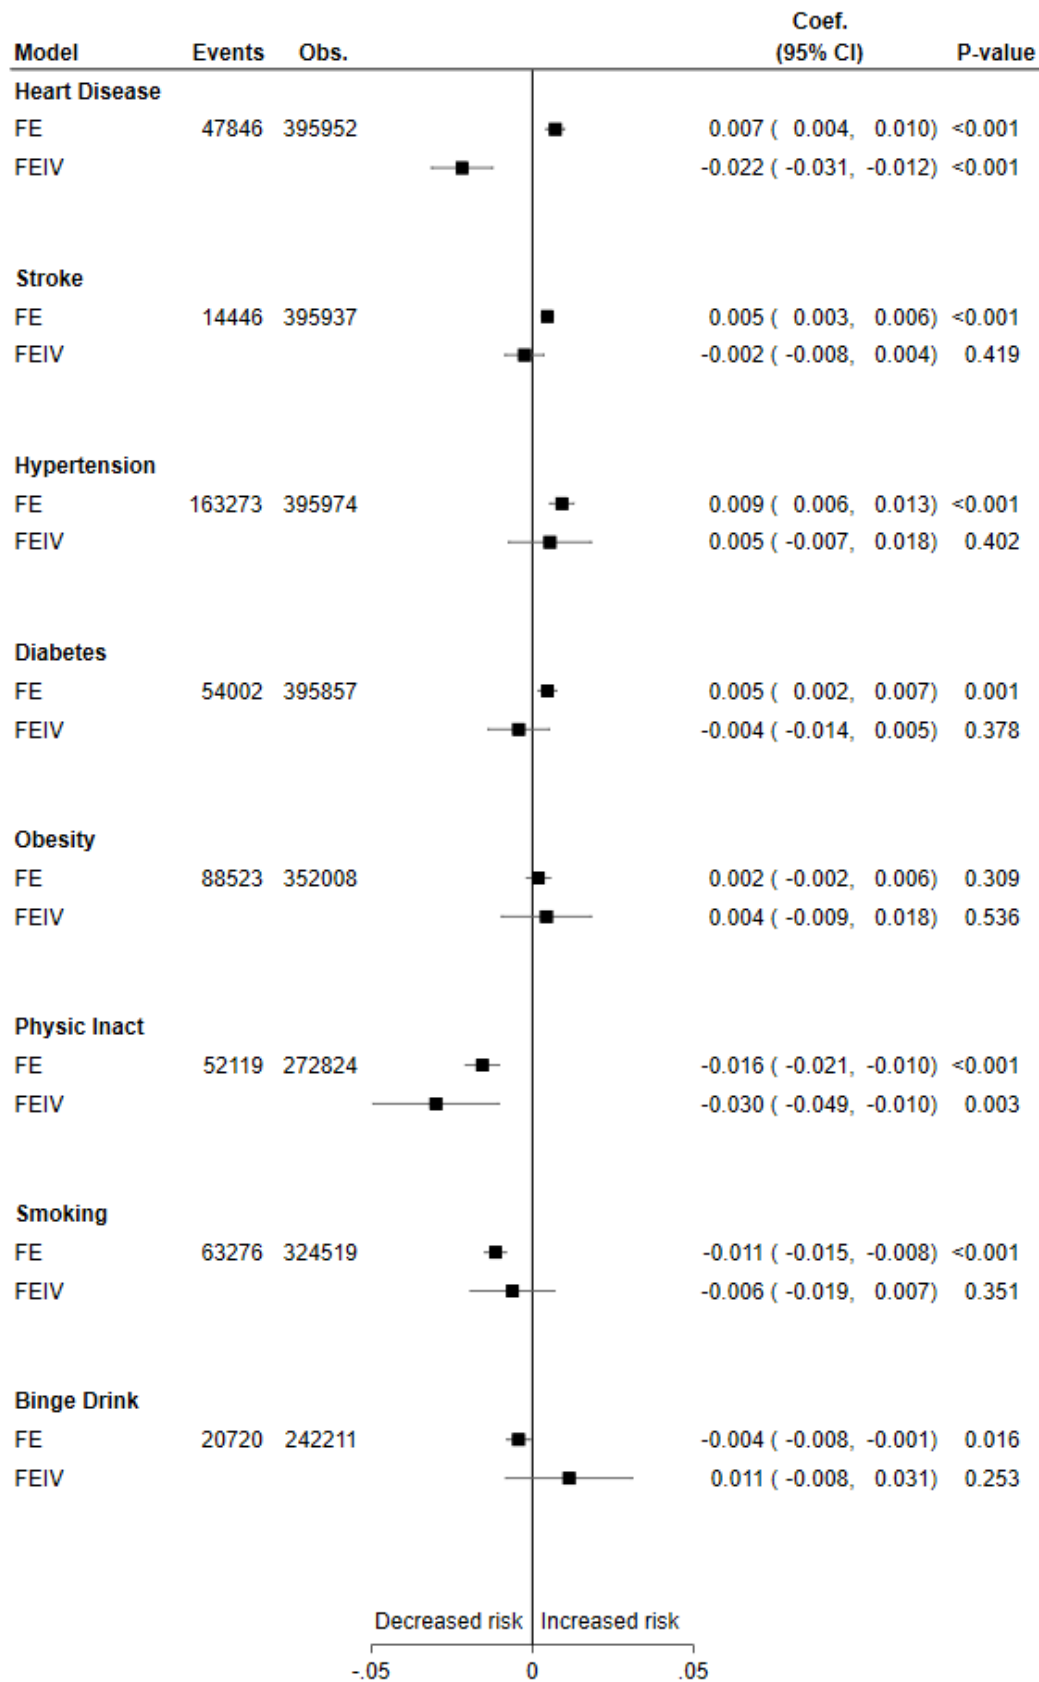 Coef.
Model Events Obs. (95% CI) P-value
Heart Disease
FE 47846 395952 0.007 ( 0.004, 0.010) <0.001
FEIV -0.022 ( -0.031, -0.012) <0.001
Stroke
FE 14446 395937 0.005 ( 0.003, 0.006) <0.001
FEIV -0.002 ( -0.008, 0.004) 0.419
Hypertension
FE 163273 395974 0.009 ( 0.006, 0.013) <0.001
FEIV 0.005 ( -0.007, 0.018) 0.402
Diabetes
FE 54002 395857 0.005 ( 0.002, 0.007) 0.001
FEIV -0.004 ( -0.014, 0.005) 0.378
Obesity
FE 88523 352008 0.002 ( -0.002, 0.006) 0.309
FEIV 0.004 ( -0.009, 0.018) 0.536
Physic Inact
FE 52119 272824 -0.016 ( -0.021, -0.010) <0.001
FEIV -0.030 ( -0.049, -0.010) 0.003
Smoking
FE 63276 324519 -0.011 ( -0.015, -0.008) <0.001
FEIV -0.006 ( -0.019, 0.007) 0.351
Binge Drink
FE 20720 242211 -0.004 ( -0.008, -0.001) 0.016
FEIV 0.011 ( -0.008, 0.031) 0.253
Decreased risk Increased risk
-.05 0 .05